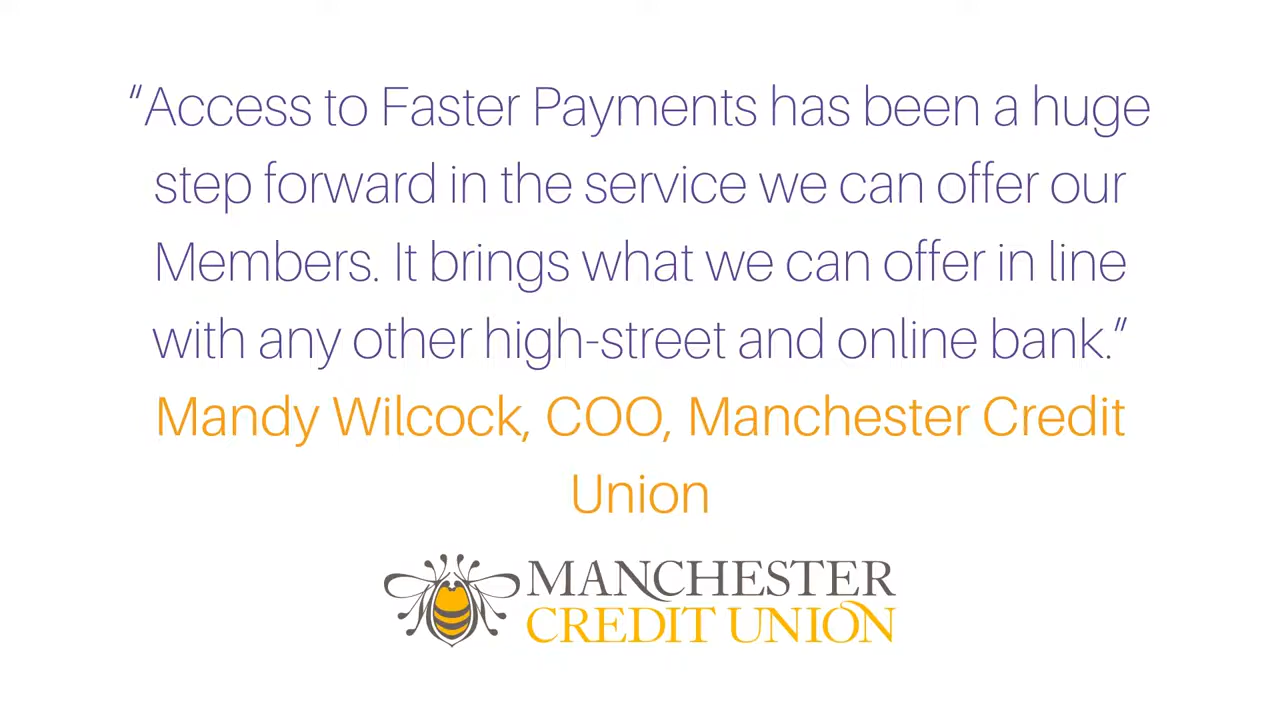 “Access to Faster Payments has been a huge
step forward in the service we can offer our
Members. It brings what we can offer in line
with any other high-street and online bank.”
Mandy Wilcock, COO, Manchester Credit
Union
MANCHESTER
CREDIT UNION